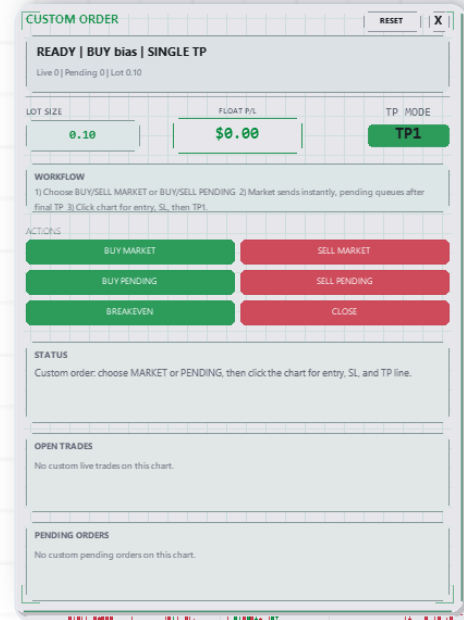 CUSTOM ORDER
RESET
X
READY | BUY bias | SINGLE TP
Live 0 | Pending 0 | Lot 0.10
LOT SIZE
FLOAT P/L
TP MODE
0.10
$0.00
TP1
WORKFLOW
1) Choose BUY/SELL MARKET or BUY/SELL PENDING 2) Market sends instantly, pending queues after
final TP 3) Click chart for entry, SL, then TP1.
ACTIONS
BUY MARKET
SELL MARKET
BUY PENDING
SELL PENDING
BREAKEVEN
CLOSE
STATUS
Custom order: choose MARKET or PENDING, then click the chart for entry, SL, and TP line.
OPEN TRADES
No custom live trades on this chart.
PENDING ORDERS
No custom pending orders on this chart.